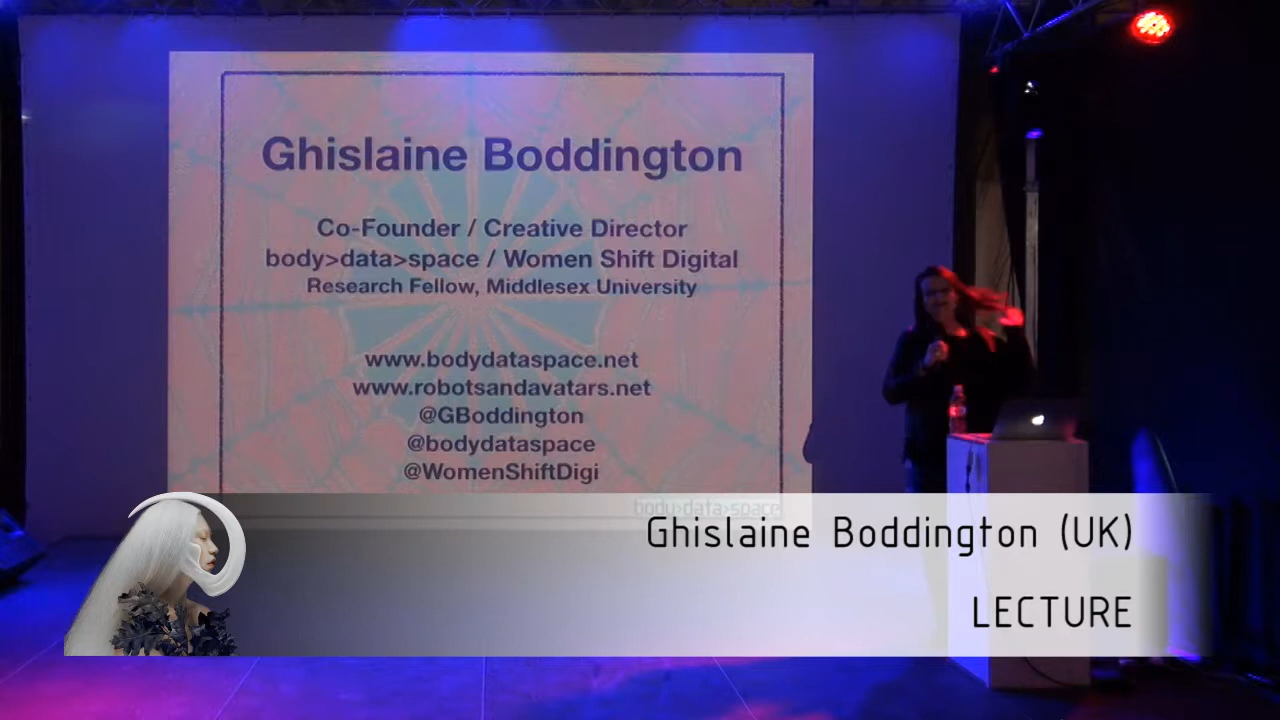 Ghislaine Boddington
Co-Founder / Creative Director
body>data>space / Women Shift Digital
Research Fellow, Middlesex University
www.bodydataspace.net
www.robotsandavatars.net
@GBoddington
@bodydataspace
@WomenShiftDigi
body>data>space
Ghislaine Boddington (UK)
LECTURE